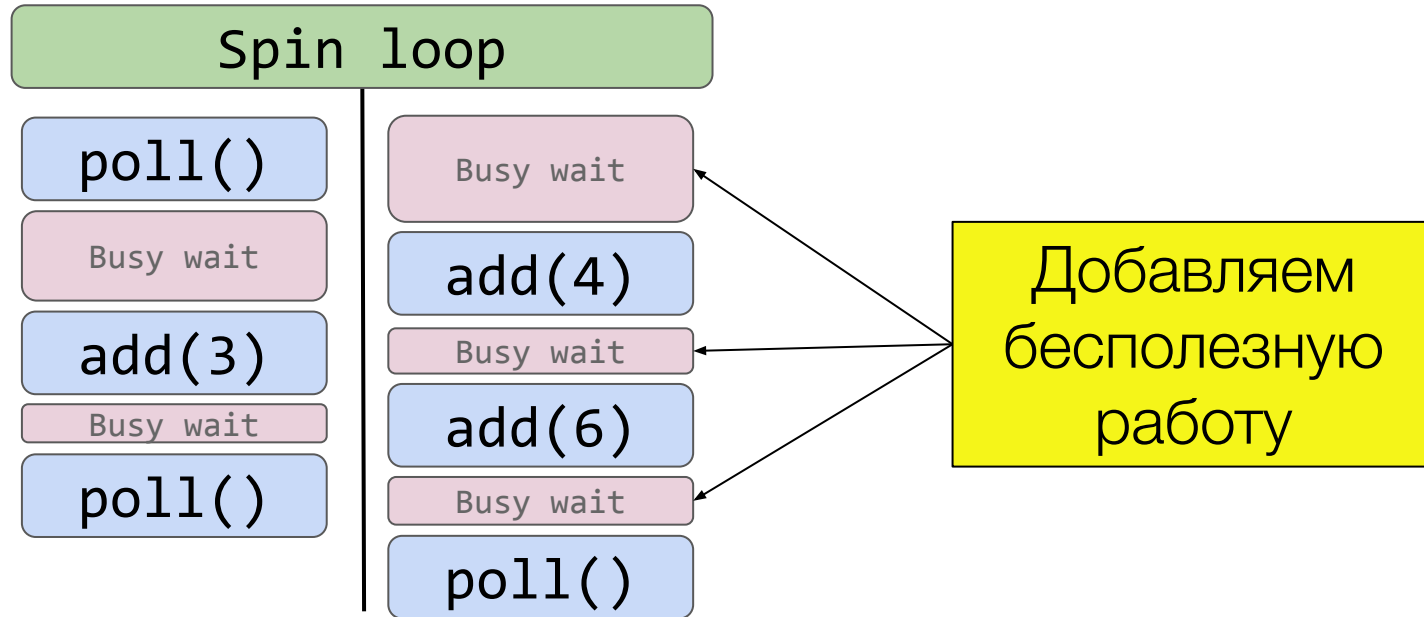 Spin loop
poll()
Busy wait
add(3)
Busy wait
poll()
Busy wait
add(4)
Busy wait
add(6)
Busy wait
poll()
Добавляем
бесполезную
работу